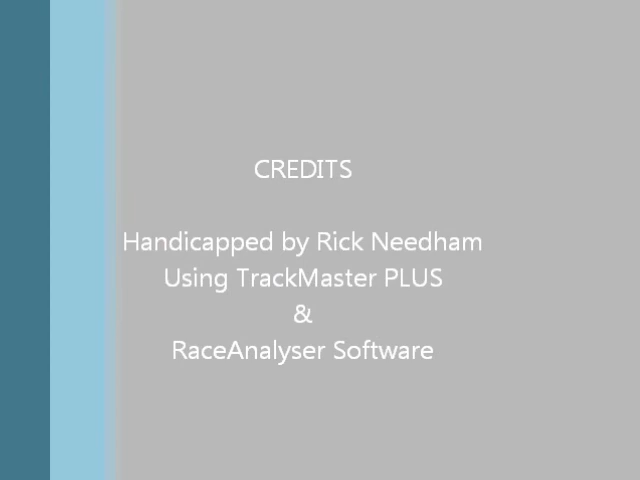 CREDITS
Handicapped by Rick Needham
Using TrackMaster PLUS
&
RaceAnalyser Software